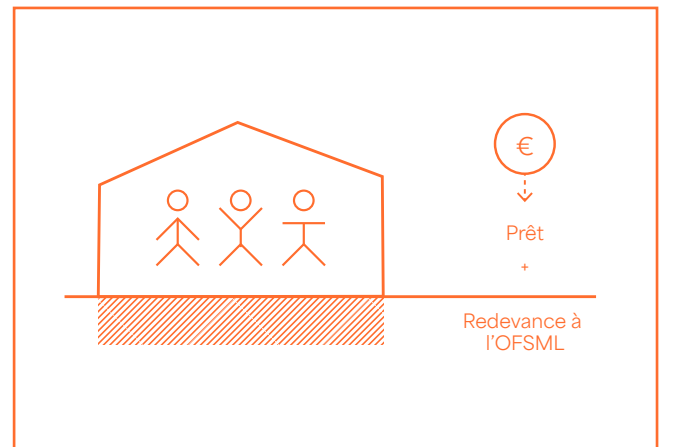 €
Prêt
+
Redevance à
l'OFSML